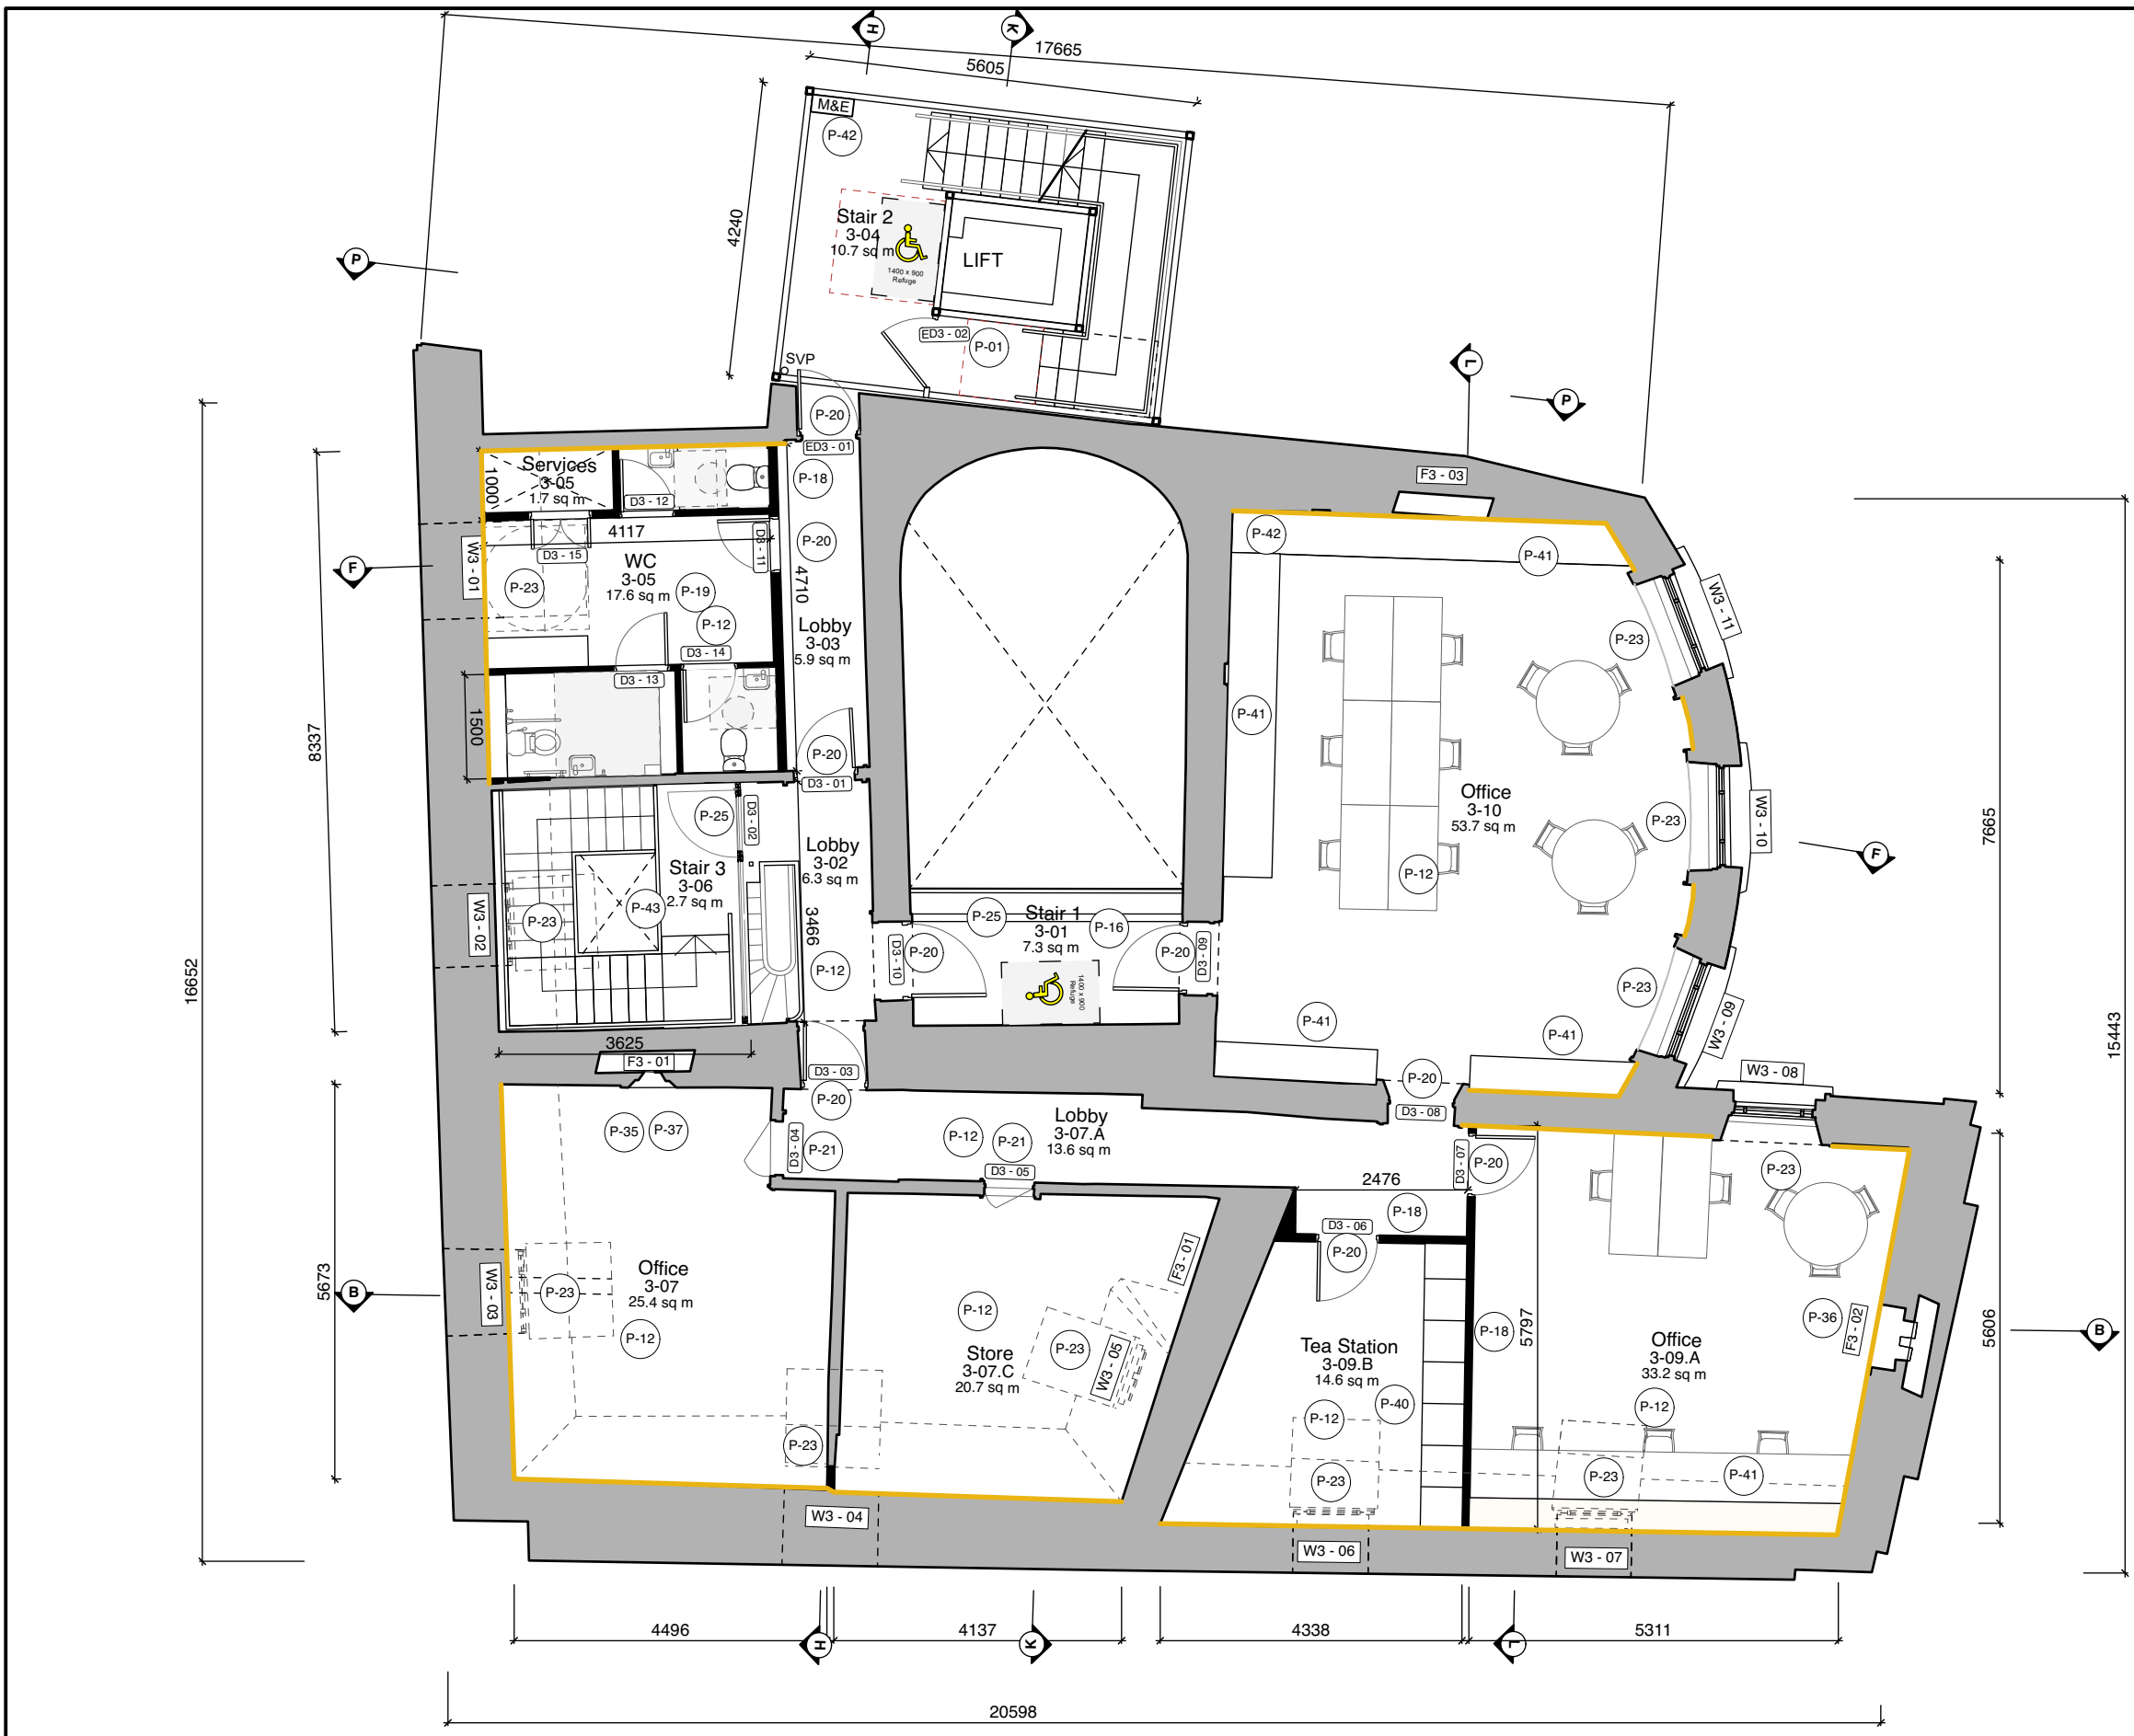 H
K
17665
5605
M&E
P-42
4240
P
Stair 2
3-04
10.7 sq m
1400 x 900
Refuge
LIFT
ED3 - 02
P-01
SVP
L
P
P-20
ED3 - 01
F3 - 03
Services
3-05
1.7 sq m
1000
D3 - 12
P-18
4117
D3 - 15
D3 - 11
P-20
P-42
P-41
W3 - 01
F
WC
3-05
17.6 sq m
P-23
P-19
P-12
4710
W3 - 11
P-23
D3 - 14
D3 - 13
Lobby
3-03
5.9 sq m
1500
8337
P-41
P-20
D3 - 01
Office
3-10
53.7 sq m
P-23
W3 - 10
7665
F
P-25
D3 - 02
Lobby
3-02
6.3 sq m
Stair 3
3-06
2.7 sq m
P-12
W3 - 02
P-23
P-43
3466
P-25
Stair 1
3-01
7.3 sq m
P-16
P-20
D3 - 10
P-20
D3 - 09
P-12
1400 x 900
Refuge
16652
P-23
W3 - 09
P-41
P-41
15443
3625
F3 - 01
D3 - 03
P-20
P-20
D3 - 08
W3 - 08
P-35
P-37
D3 - 04
P-21
P-12
P-21
D3 - 05
Lobby
3-07.A
13.6 sq m
D3 - 07
P-20
P-23
2476
D3 - 06
P-18
P-20
5673
B
W3 - 03
P-23
Office
3-07
25.4 sq m
P-12
P-12
F3 - 01
P-23
W3 - 05
Store
3-07.C
20.7 sq m
Tea Station
3-09.B
14.6 sq m
P-18
5797
Office
3-09.A
33.2 sq m
P-36
F3 - 02
5606
B
P-12
P-40
P-12
P-23
P-23
P-23
P-41
W3 - 04
W3 - 06
W3 - 07
4496
H
4137
K
4338
L
5311
20598